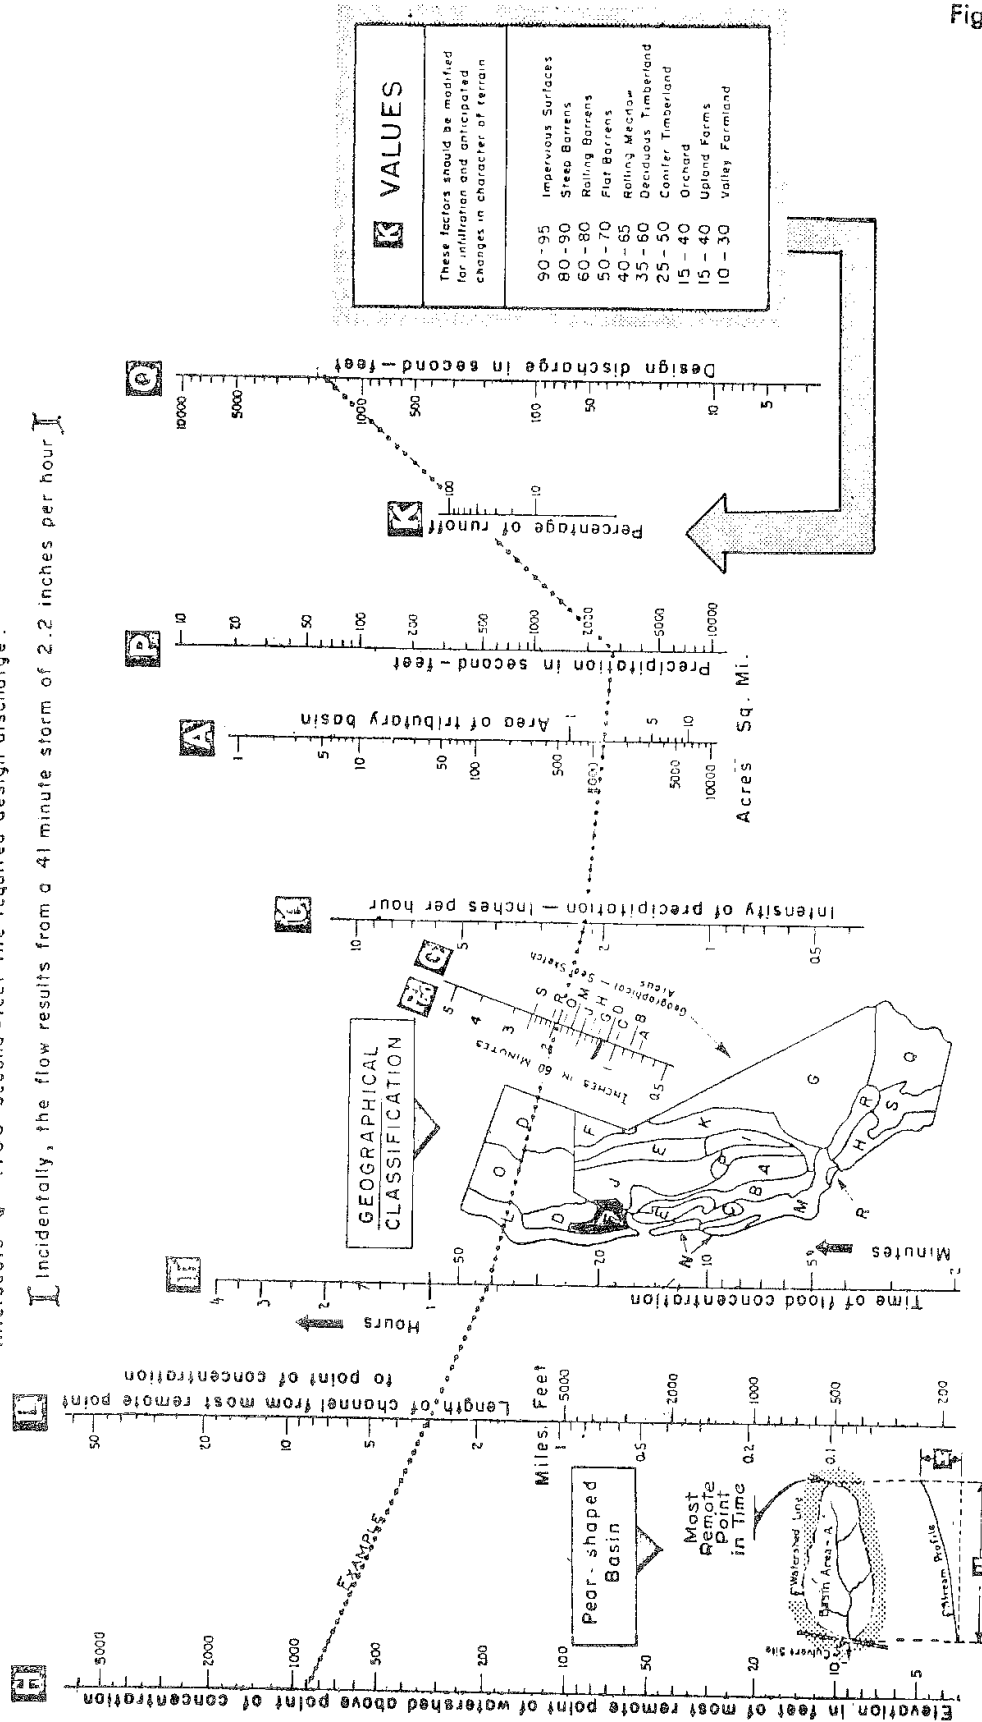 Fig
required design discharge.
[Incidentally, the flow results from a 41 minute storm of 2.2 inches per hour]
H
Elevation in feet of most remote point of watershed above point of concentration
2000
1000
500
200
100
50
20
10
5
EXAMPLE
L
Length of channel from most remote point
to point of concentration
50
20
10
5
2
1
0.5
0.2
0.1
Miles
Feet
5000
2000
1000
500
200
T
Time of flood concentration
4
3
2
1
Hours
50
20
10
5
2
Minutes
GEOGRAPHICAL
CLASSIFICATION
Inches in 60 Minutes
5
4
3
2
1
0.5
G
Geographical Areas - See Sketch
S
R
O
M
J
H
G
D
C
B
A
L
O
D
D
F
E
K
J
E
I
A
B
G
M
N
R
H
S
R
Q
Intensity of precipitation - Inches per hour
10
5
2
1
0.5
A
Area of tributary basin
1
5
10
50
100
500
1000
5000
10000
Acres
1
5
10
Sq. Mi.
P
Precipitation in second-feet
10
20
50
100
200
500
1000
2000
5000
10000
K
Percentage of runoff
100
10
Q
Design discharge in second-feet
10000
5000
1000
500
100
50
10
5
K VALUES
These factors should be modified
for infiltration and anticipated
changes in character of terrain
90-95 Impervious Surfaces
80-90 Steep Barrens
60-80 Rolling Barrens
50-70 Flat Barrens
40-65 Rolling Meadow
35-60 Deciduous Timberland
25-50 Conifer Timberland
15-40 Orchard
15-40 Upland Farms
10-30 Valley Farmland
Pear-shaped
Basin
Most
Remote
Point
in Time
Watershed Line
Basin Area-A
Culvert Site
Stream Profile
H
L